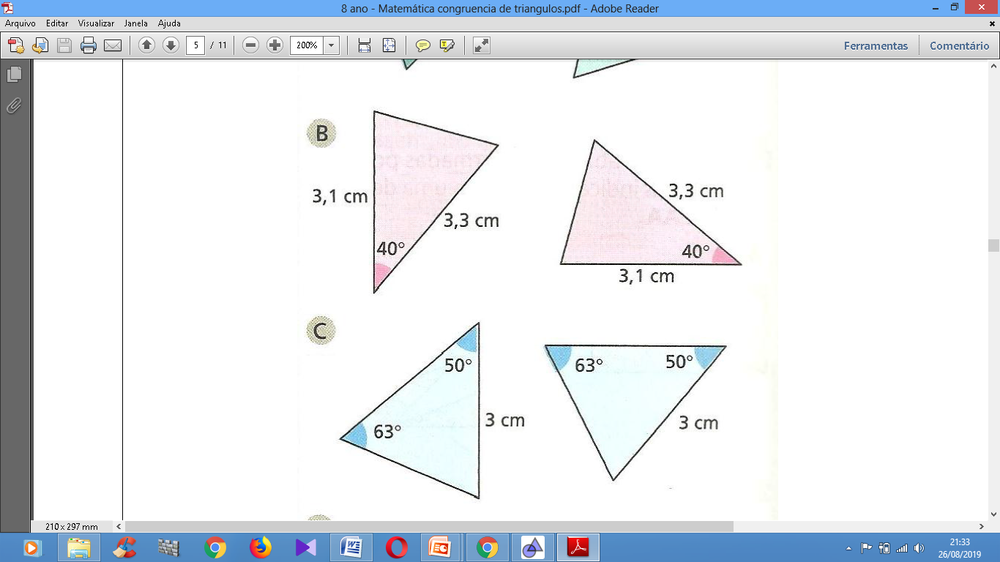 8 ano - Matemática congruencia de triangulos.pdf - Adobe Reader
Arquivo Editar Visualizar Janela Ajuda
5 / 11 200% Ferramentas Comentário
B
3,1 cm
3,3 cm
40°
3,3 cm
40°
3,1 cm
C
50°
63°
3 cm
63°
50°
3 cm
210 x 297 mm
21:33
26/08/2019